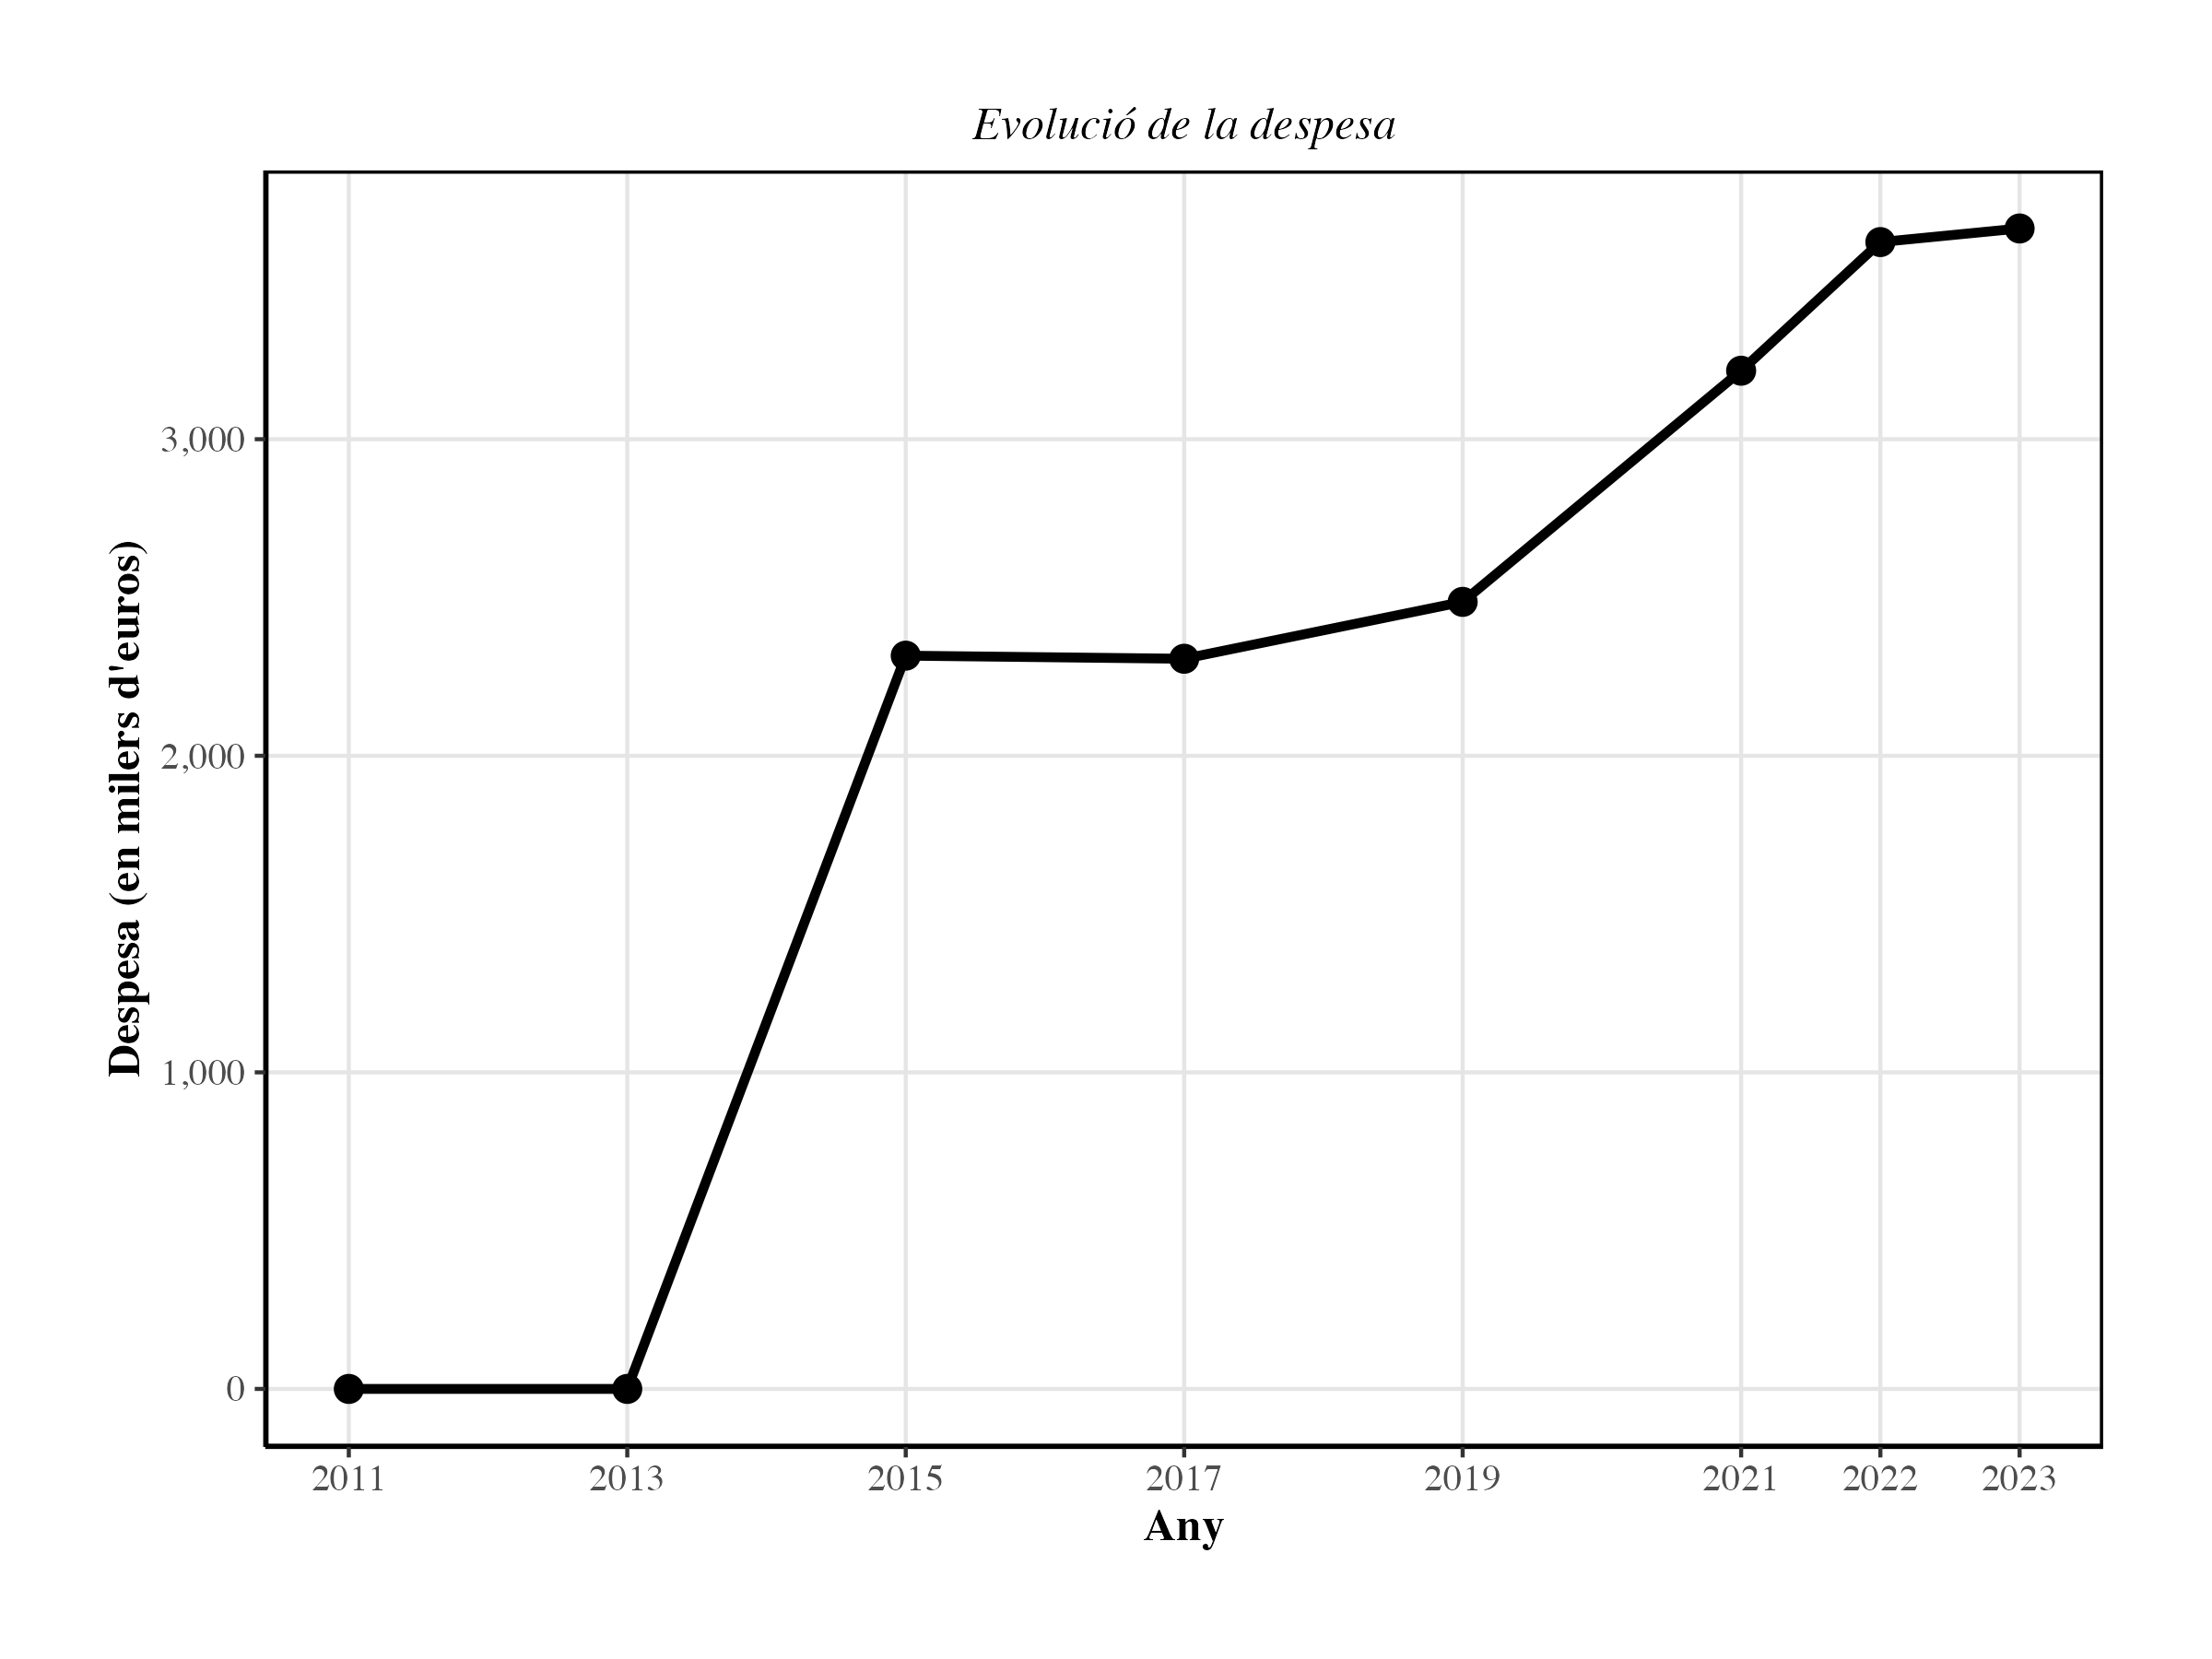 Evolució de la despesa
Despesa (en milers d'euros)
3,000
2,000
1,000
0
2011 2013 2015 2017 2019 2021 2022 2023
Any